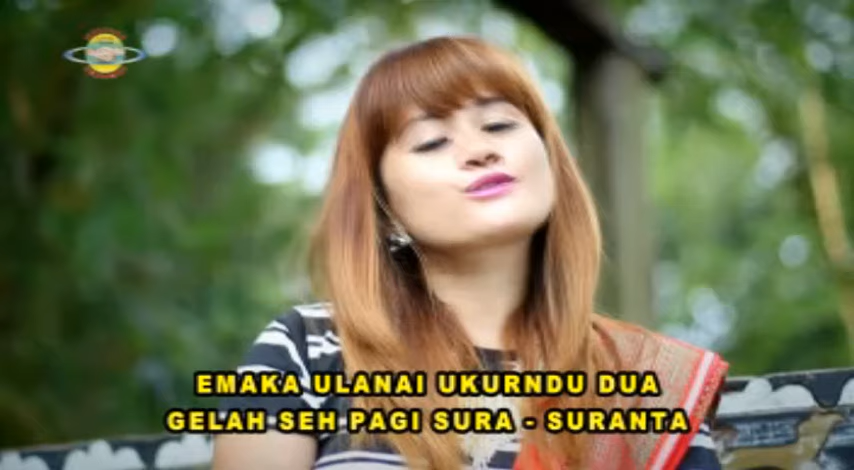 EMAKA ULANAI UKURNDU DUA
GELAH SEH PAGI SURA - SURANTA